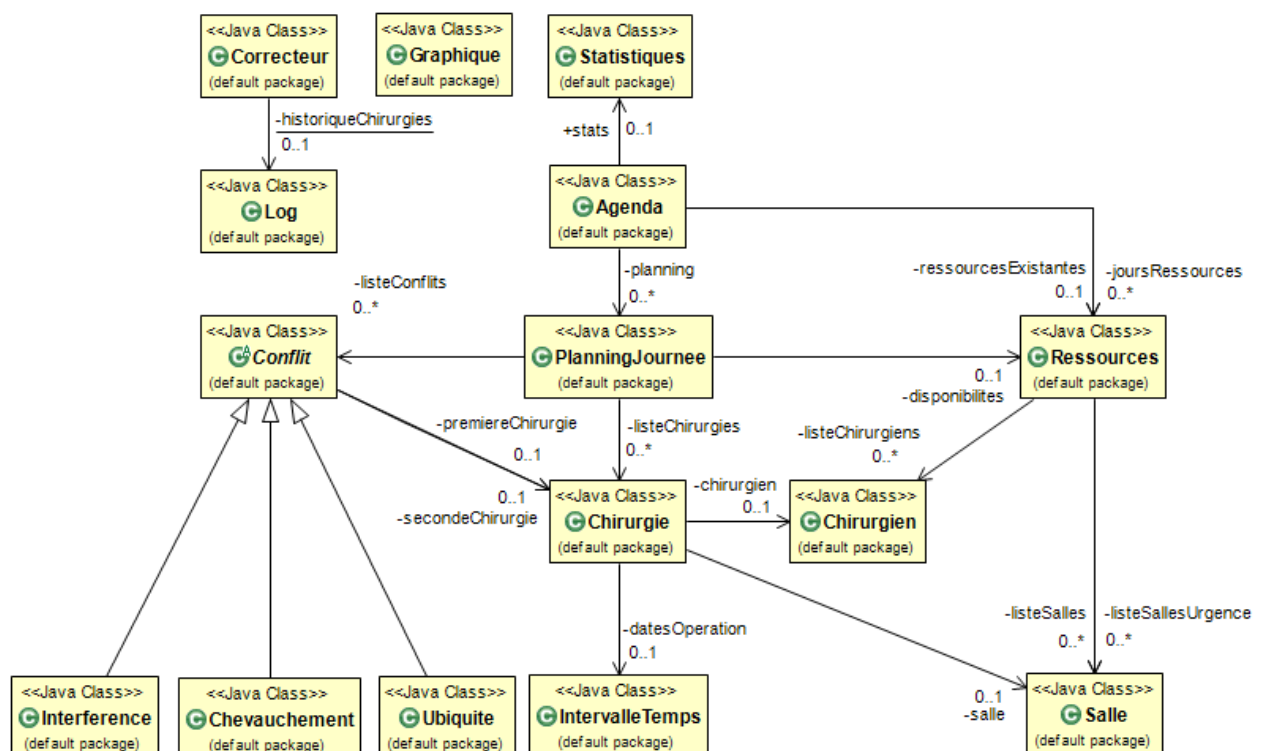 <<Java Class>>
Correcteur
(default package)
<<Java Class>>
Graphique
(default package)
<<Java Class>>
Statistiques
(default package)
-historiqueChirurgies
0..1
+stats
0..1
<<Java Class>>
Log
(default package)
<<Java Class>>
Agenda
(default package)
-listeConflits
0..*
-planning
0..*
-ressourcesExistantes
0..1
-joursRessources
0..*
<<Java Class>>
Conflit
(default package)
<<Java Class>>
PlanningJournee
(default package)
<<Java Class>>
Ressources
(default package)
0..1
-disponibilites
-premiereChirurgie
0..1
-listeChirurgies
0..*
-listeChirurgiens
0..*
0..1
-secondeChirurgie
<<Java Class>>
Chirurgie
(default package)
-chirurgien
0..1
<<Java Class>>
Chirurgien
(default package)
-datesOperation
0..1
-listeSalles
0..*
-listeSallesUrgence
0..*
0..1
-salle
<<Java Class>>
Interference
(default package)
<<Java Class>>
Chevauchement
(default package)
<<Java Class>>
Ubiquite
(default package)
<<Java Class>>
IntervalleTemps
(default package)
<<Java Class>>
Salle
(default package)